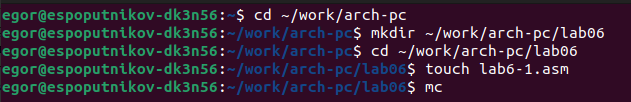 egor@espoputnikov-dk3n56:~$ cd ~/work/arch-pc
egor@espoputnikov-dk3n56:~/work/arch-pc$ mkdir ~/work/arch-pc/lab06
egor@espoputnikov-dk3n56:~/work/arch-pc$ cd ~/work/arch-pc/lab06
egor@espoputnikov-dk3n56:~/work/arch-pc/lab06$ touch lab6-1.asm
egor@espoputnikov-dk3n56:~/work/arch-pc/lab06$ mc